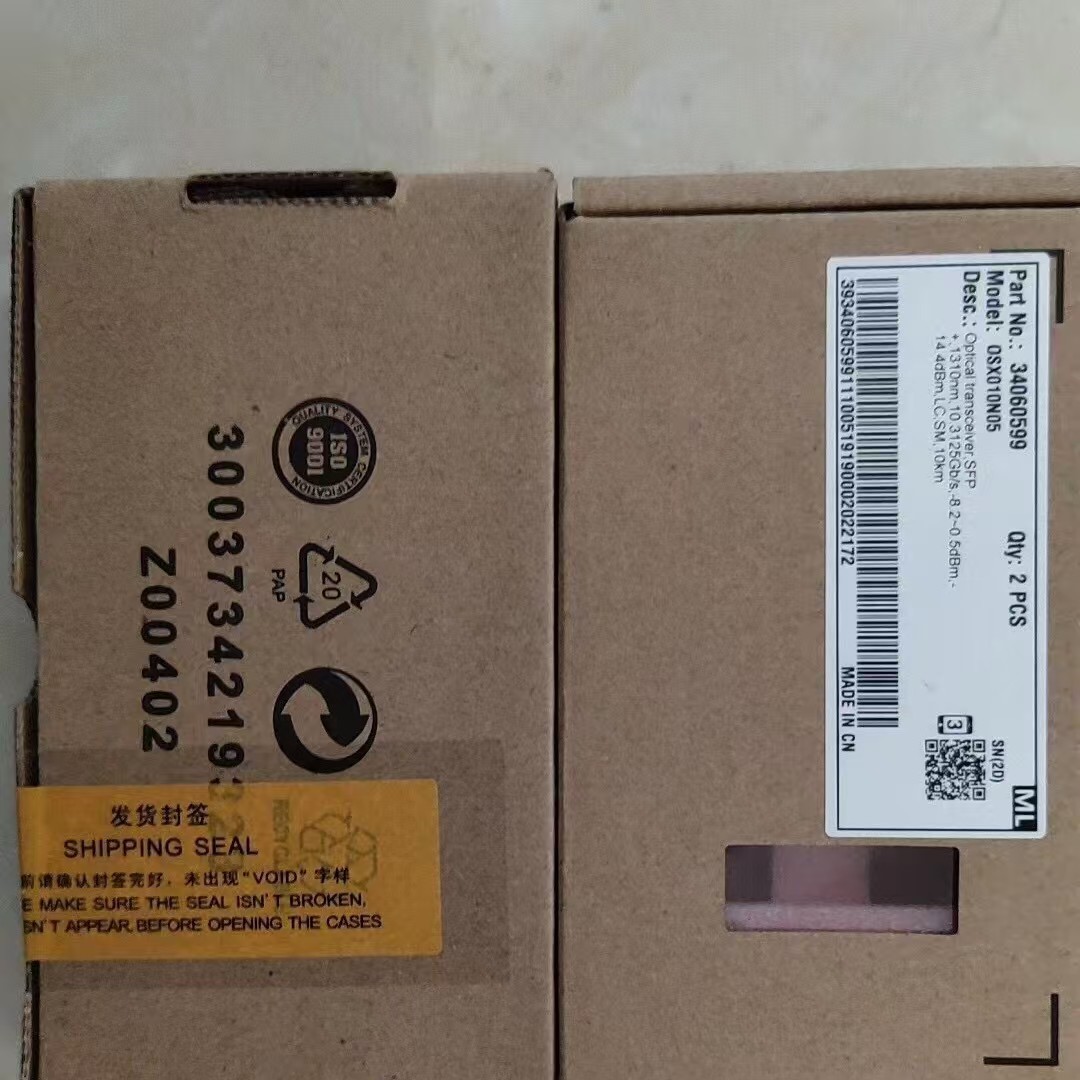 QUALITY SYSTEM
ISO
9001
CERTIFICATION
20
PAP
Z00402
发货封签
SHIPPING SEAL
前请确认封签完好，未出现“VOID”字样
E MAKE SURE THE SEAL ISN'T BROKEN,
SN'T APPEAR, BEFORE OPENING THE CASES
Part No.: 34060599 Qty: 2 PCS
Model: OSX010N05
Desc.: Optical transceiver,SFP
+,1310nm,10.3125Gb/s,-8.2~0.5dBm,-
14.4dBm,LC,SM,10km
SN(2D)
3
ML
MADE IN CN